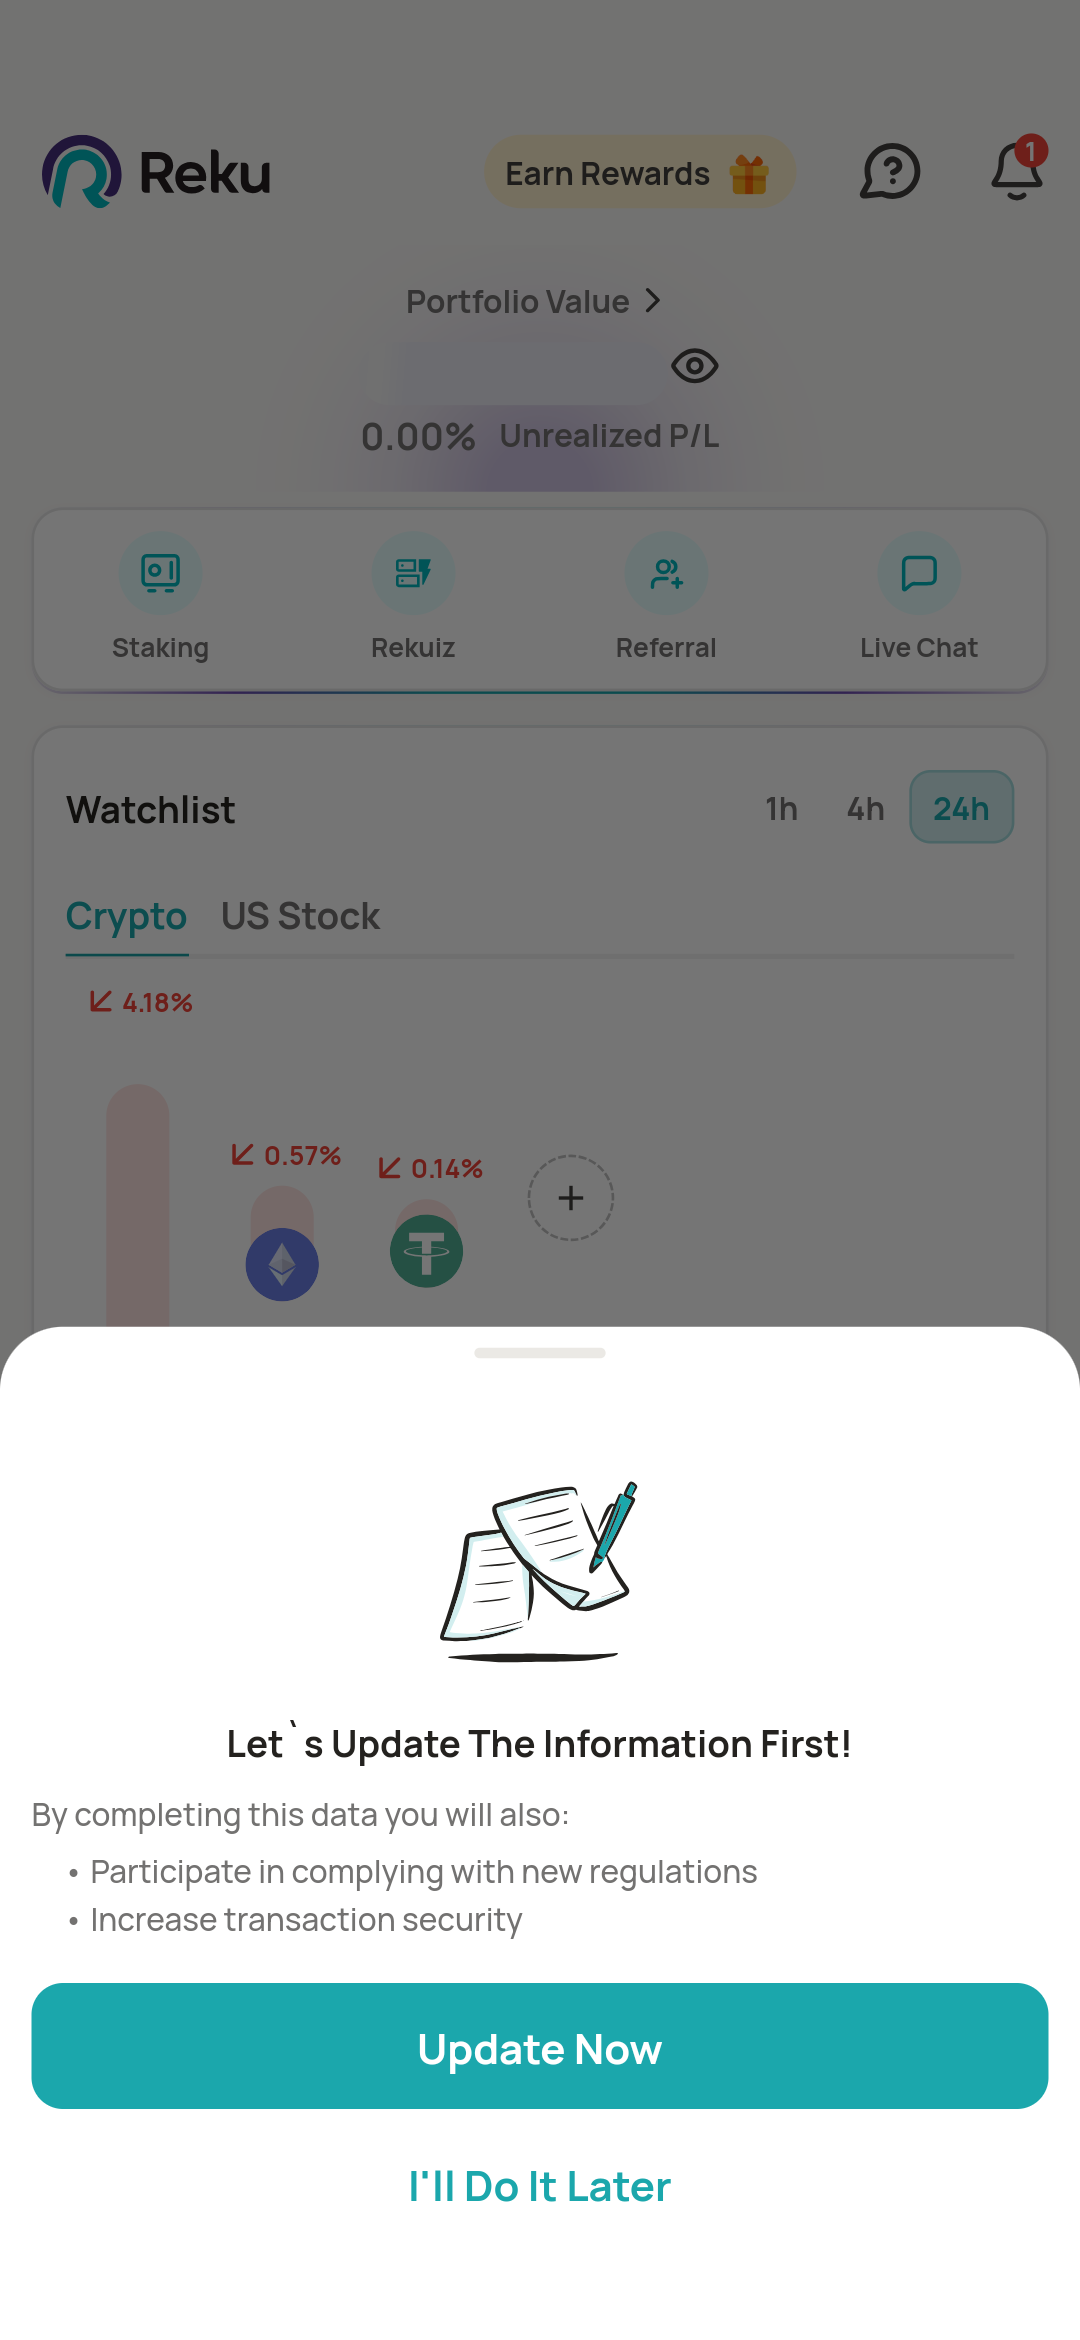 Reku
Earn Rewards
1
Portfolio Value
0.00% Unrealized P/L
Staking Rekuiz Referral Live Chat
Watchlist 1h 4h 24h
Crypto US Stock
4.18%
0.57%
0.14%
Let`s Update The Information First!
By completing this data you will also:
• Participate in complying with new regulations
• Increase transaction security
Update Now
I'll Do It Later